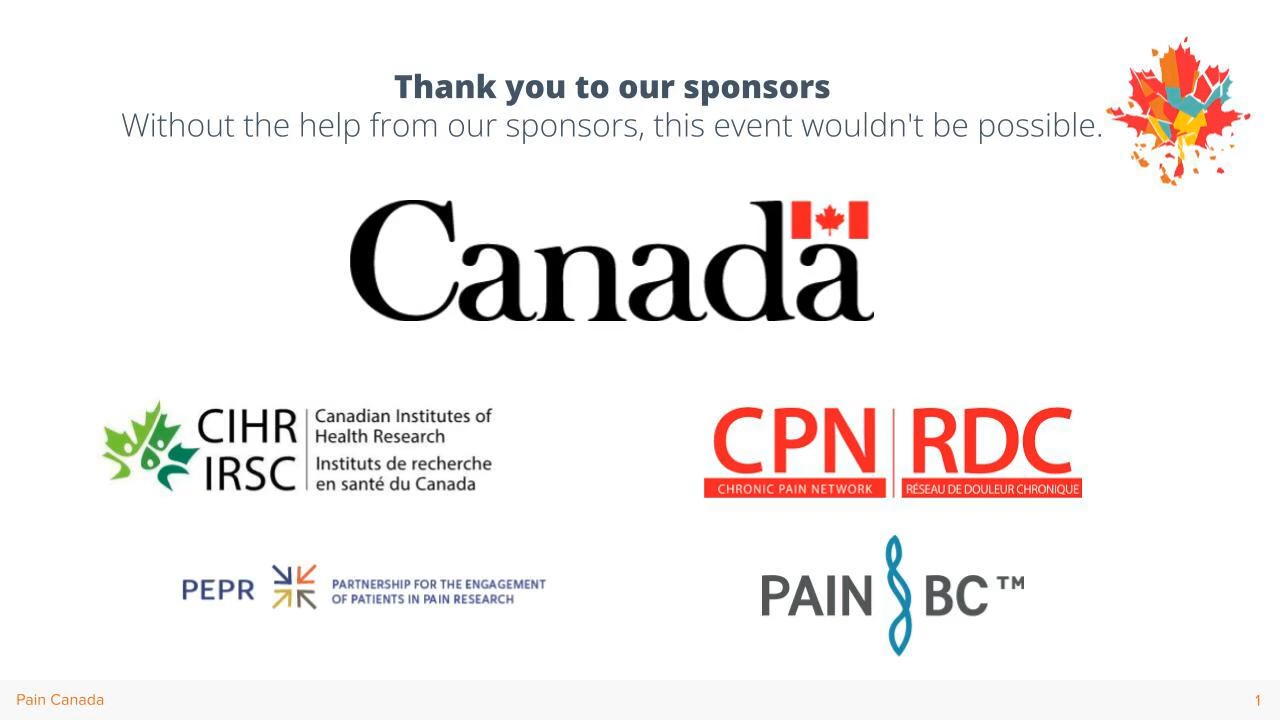 Thank you to our sponsors
Without the help from our sponsors, this event wouldn't be possible.
Canada
CIHR
IRSC
Canadian Institutes of
Health Research
Instituts de recherche
en santé du Canada
CPN RDC
CHRONIC PAIN NETWORK
RÉSEAU DE DOULEUR CHRONIQUE
PEPR
PARTNERSHIP FOR THE ENGAGEMENT
OF PATIENTS IN PAIN RESEARCH
PAIN BC™
Pain Canada
1